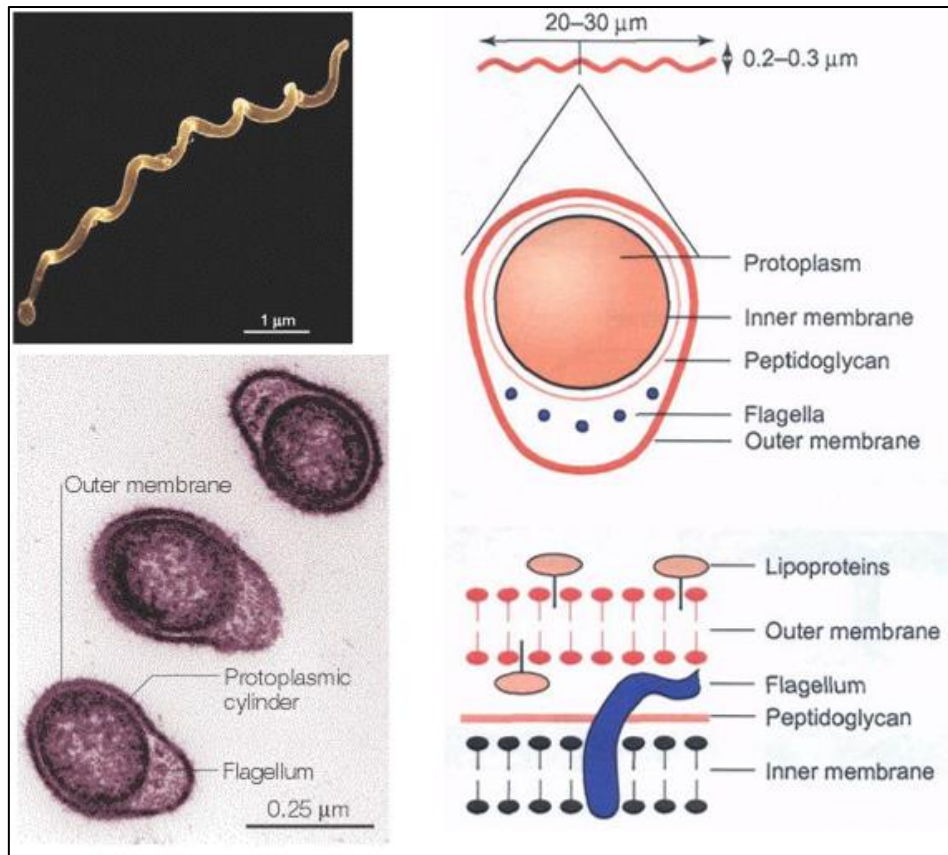 1 µm
Outer membrane
Protoplasmic
cylinder
Flagellum
0.25 µm
20–30 µm
0.2–0.3 µm
Protoplasm
Inner membrane
Peptidoglycan
Flagella
Outer membrane
Lipoproteins
Outer membrane
Flagellum
Peptidoglycan
Inner membrane